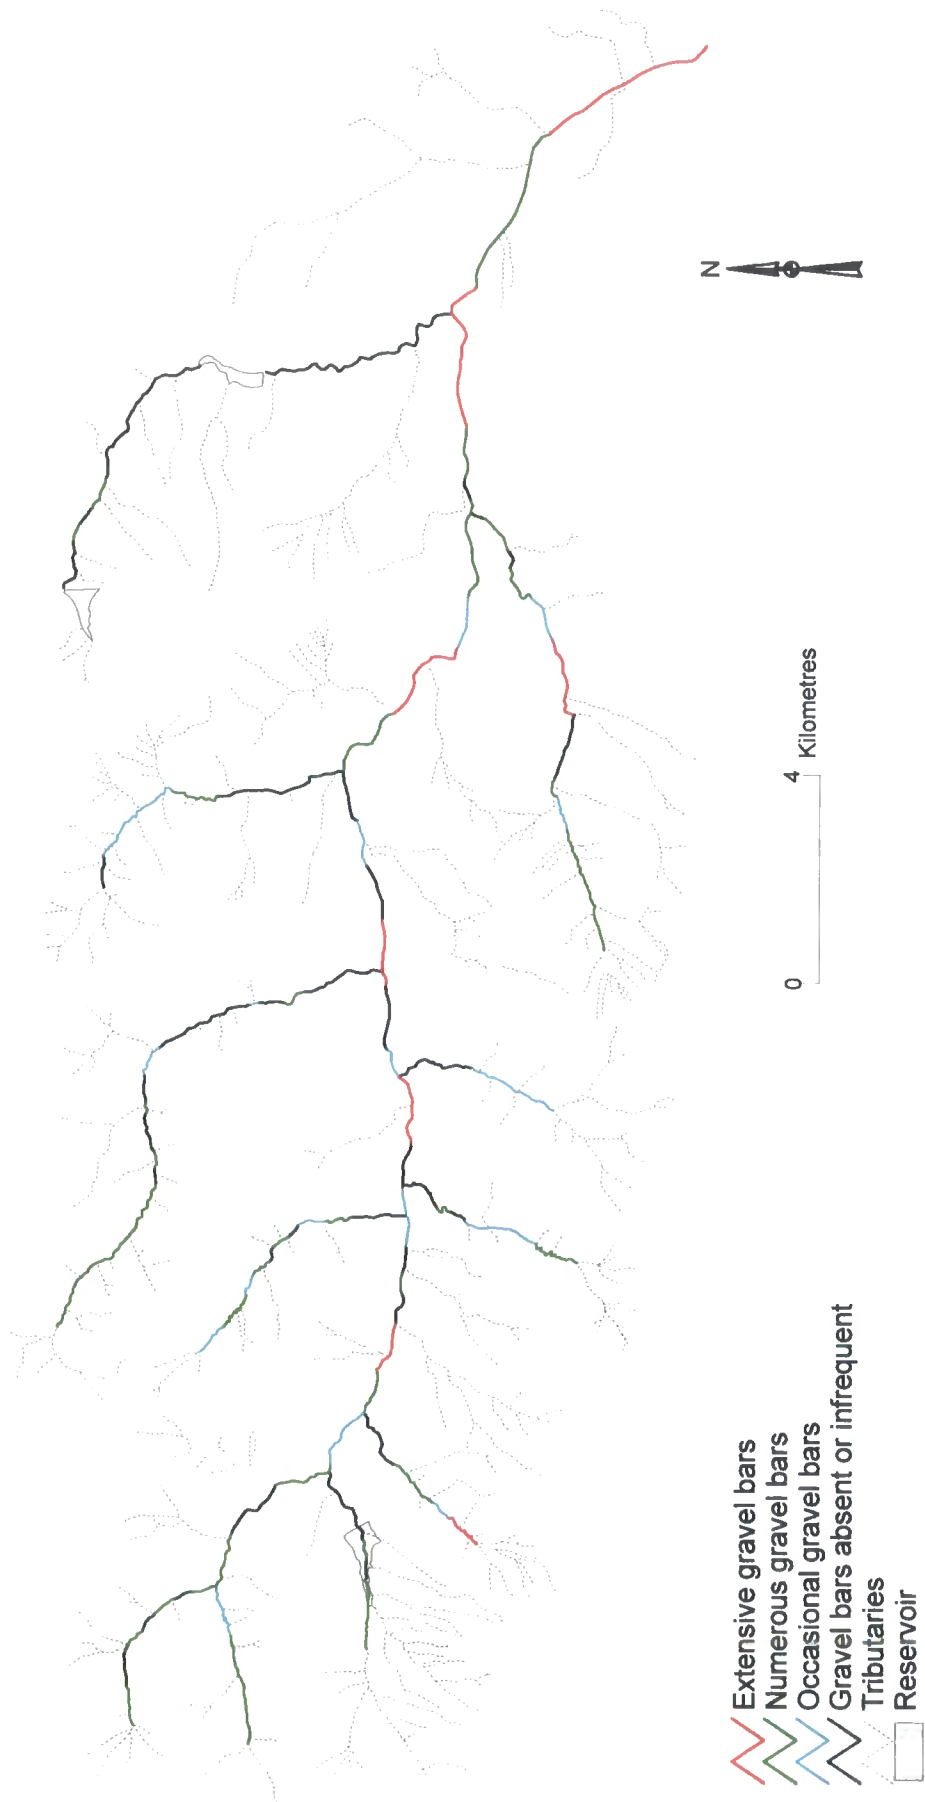 N
0
4
Kilometres
Extensive gravel bars
Numerous gravel bars
Occasional gravel bars
Gravel bars absent or infrequent
Tributaries
Reservoir